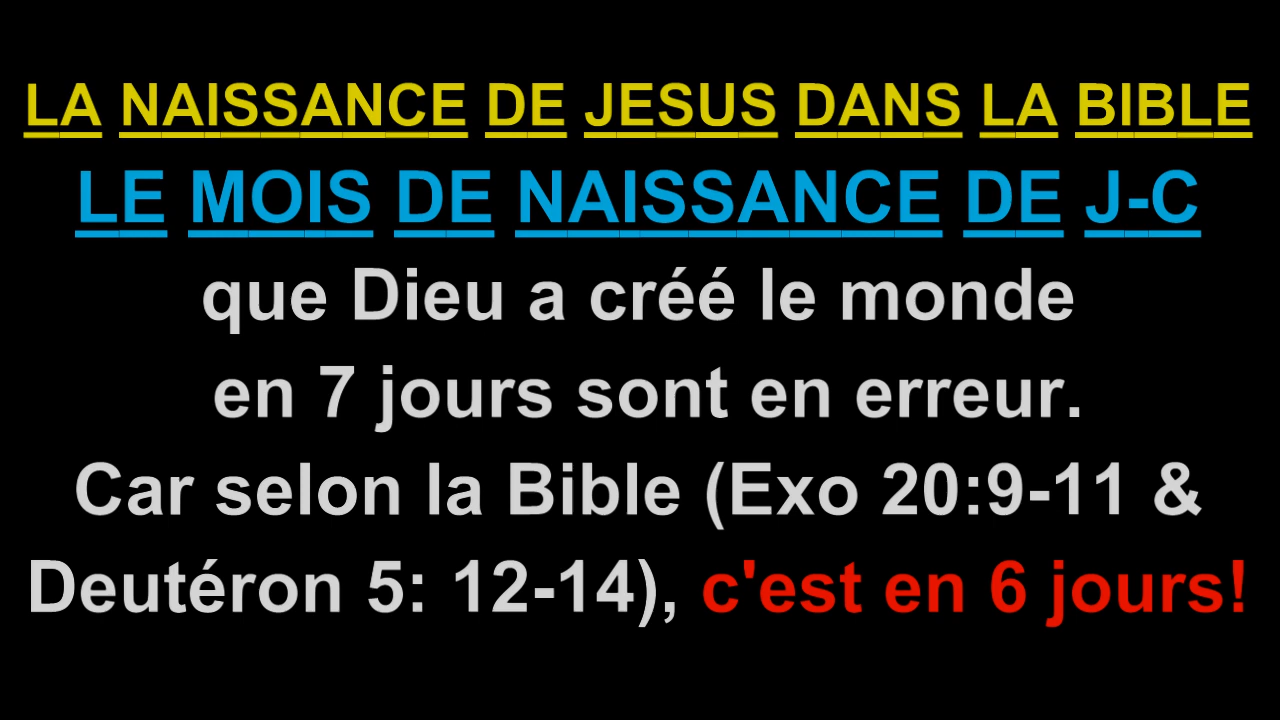 LA NAISSANCE DE JESUS DANS LA BIBLE
LE MOIS DE NAISSANCE DE J-C
que Dieu a créé le monde
en 7 jours sont en erreur.
Car selon la Bible (Exo 20:9-11 &
Deutéron 5: 12-14), c'est en 6 jours!